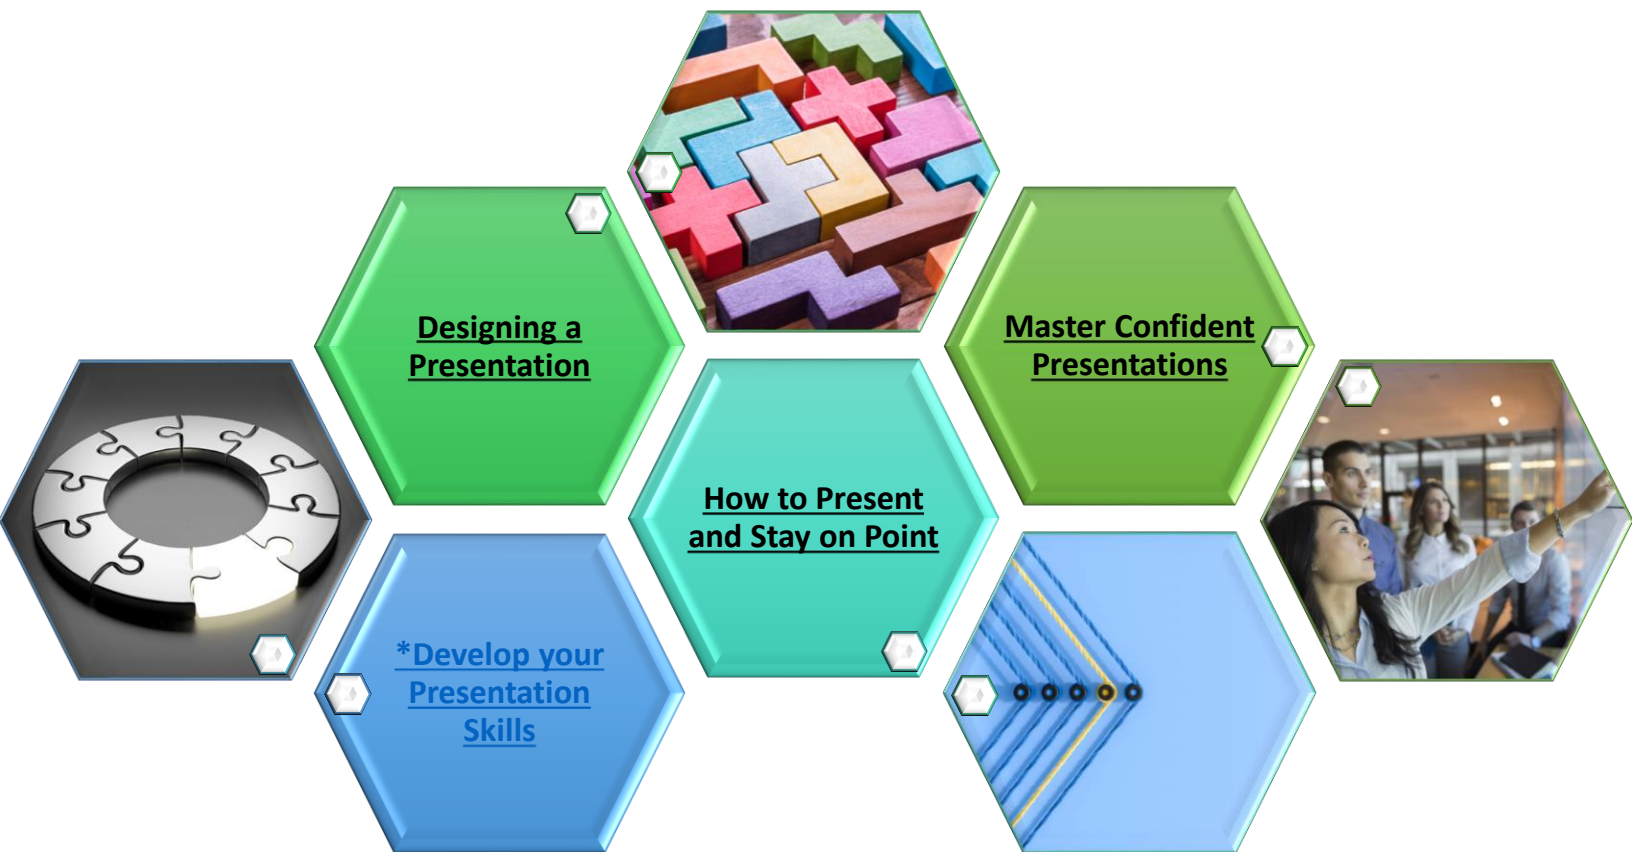 Designing a
Presentation
Master Confident
Presentations
How to Present
and Stay on Point
*Develop your
Presentation
Skills